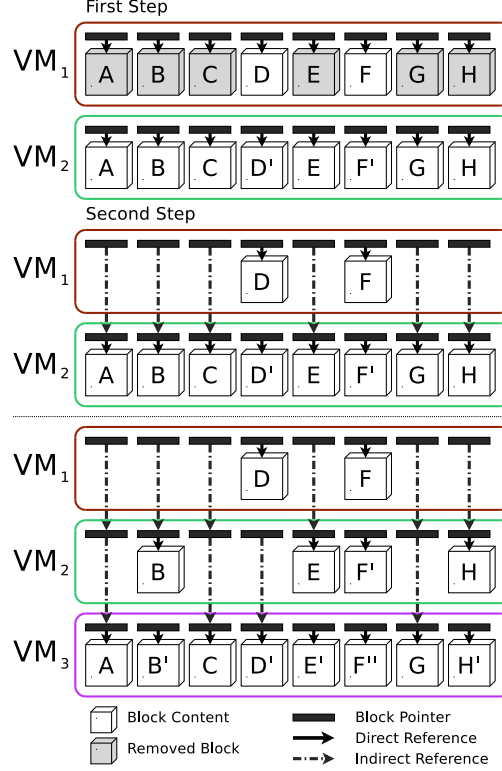 First Step
VM1 A B C D E F G H
VM2 A B C D' E F' G H
Second Step
VM1 D F
VM2 A B C D' E F' G H
VM1 D F
VM2 B E F' H
VM3 A B' C D' E' F'' G H'
Block Content Block Pointer
Direct Reference
Removed Block Indirect Reference